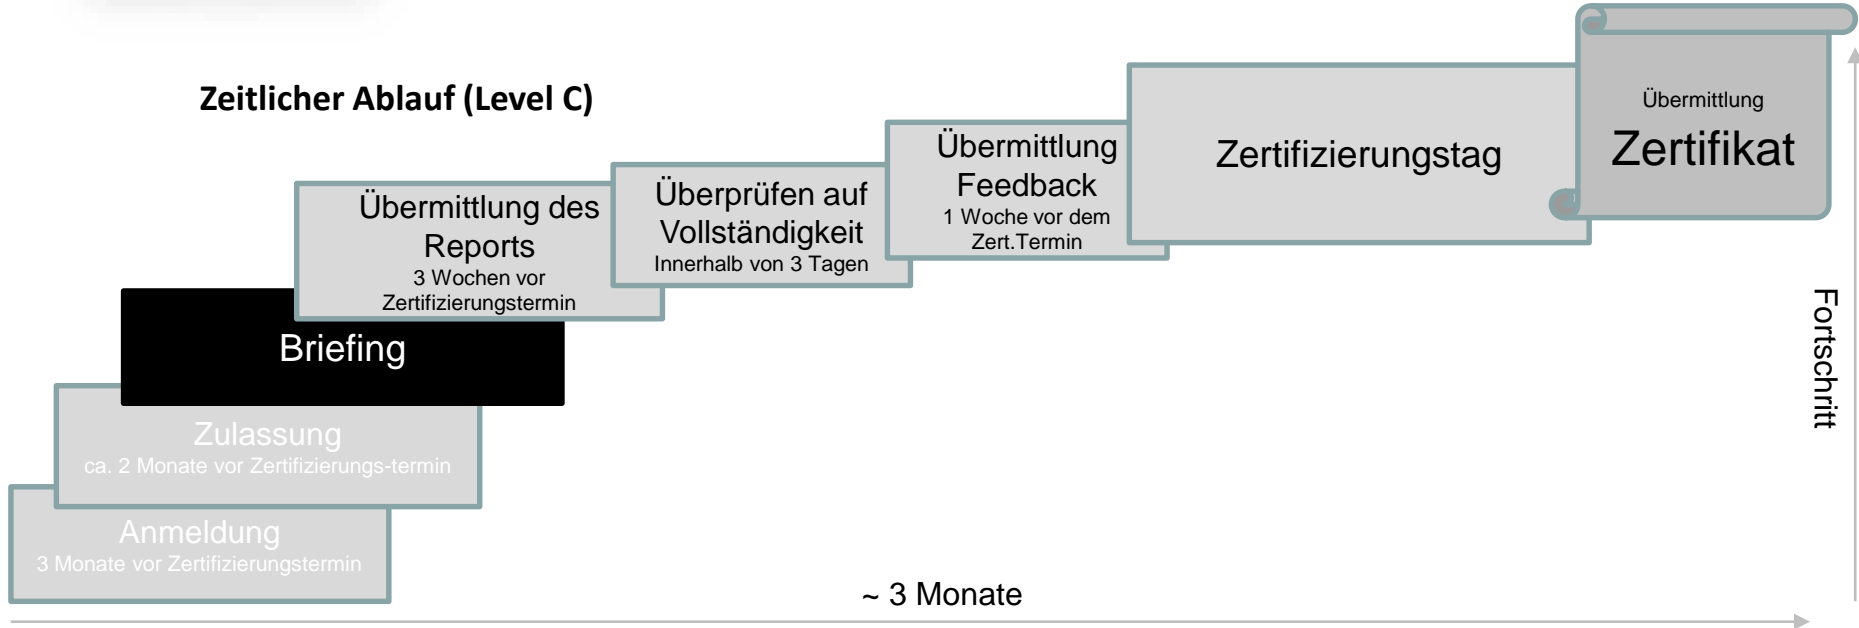 Zeitlicher Ablauf (Level C)
Übermittlung
Zertifikat
Zertifizierungstag
Übermittlung
Feedback
1 Woche vor dem
Zert.Termin
Überprüfen auf
Vollständigkeit
Innerhalb von 3 Tagen
Übermittlung des
Reports
3 Wochen vor
Zertifizierungstermin
Briefing
Zulassung
ca. 2 Monate vor Zertifizierungs-termin
Anmeldung
3 Monate vor Zertifizierungstermin
~ 3 Monate
Fortschritt